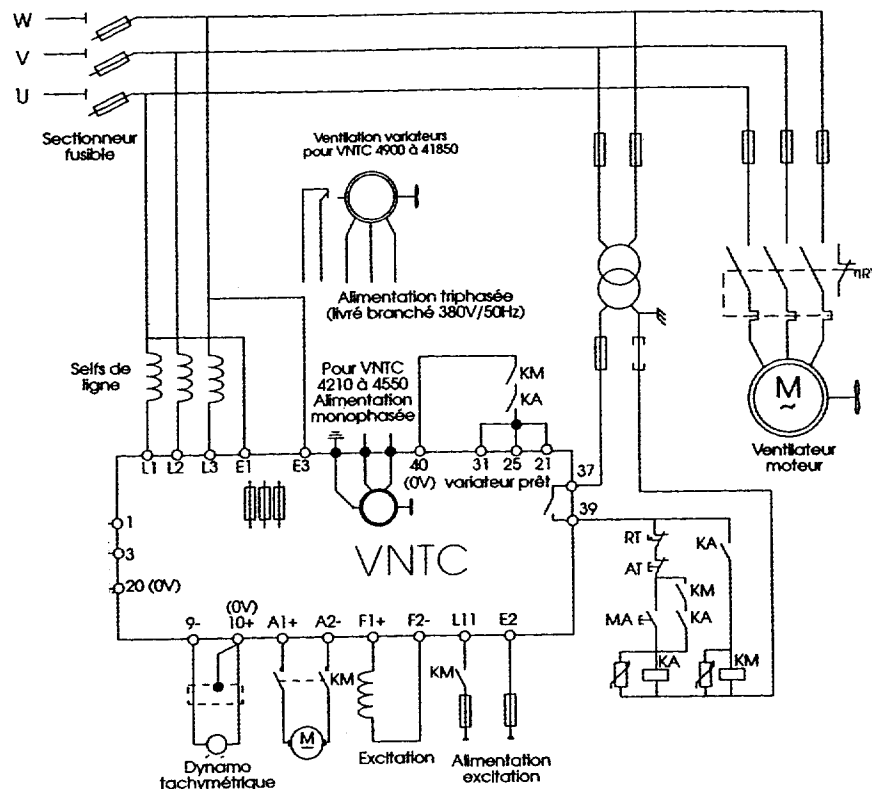 W
V
U
Sectionneur
fusible
Ventilation variateurs
pour VNTC 4900 à 41850
Alimentation triphasée
(livré branché 380V/50Hz)
M
~
Ventilateur
moteur
Selfs de
ligne
Pour VNTC
4210 à 4550
Alimentation
monophasée
KM
KA
L1 L2 L3 E1 E3 40 31 25 21
(0V) variateur prêt
37
39
1
3
20 (0V)
VNTC
RT
AT
KA
KM
MA
KA
KA
KM
(0V)
9- 10+ A1+ A2- F1+ F2- L11 E2
KM
KM
M
Dynamo
tachymétrique
Excitation
Alimentation
excitation